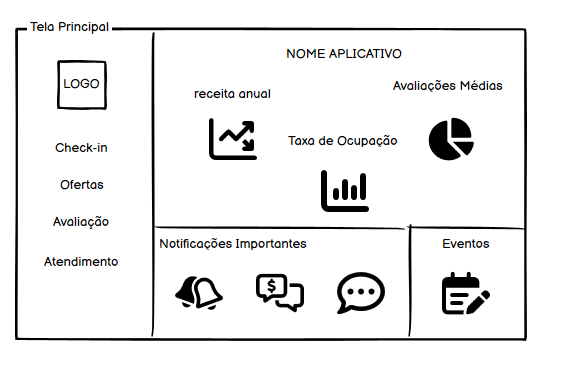 Tela Principal
LOGO
Check-in
Ofertas
Avaliação
Atendimento
NOME APLICATIVO
receita anual
Avaliações Médias
Taxa de Ocupação
Notificações Importantes
$
Eventos